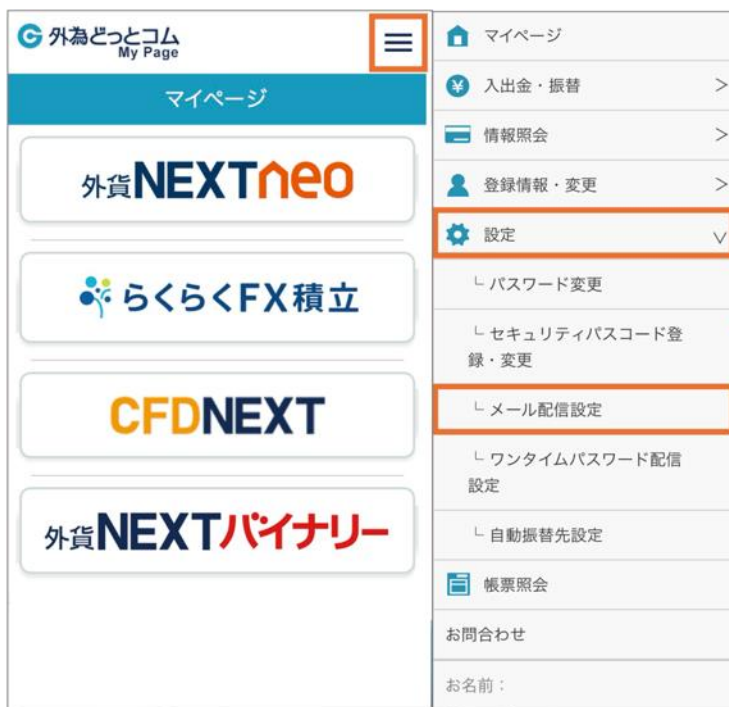 外為どっとコム
My Page
マイページ
外貨NEXTneo
らくらくFX積立
CFDNEXT
外貨NEXTバイナリー
マイページ
入出金・振替 >
情報照会 >
登録情報・変更 >
設定
└ パスワード変更
└ セキュリティパスコード登
録・変更
└ メール配信設定
└ ワンタイムパスワード配信
設定
└ 自動振替先設定
帳票照会
お問合わせ
お名前：